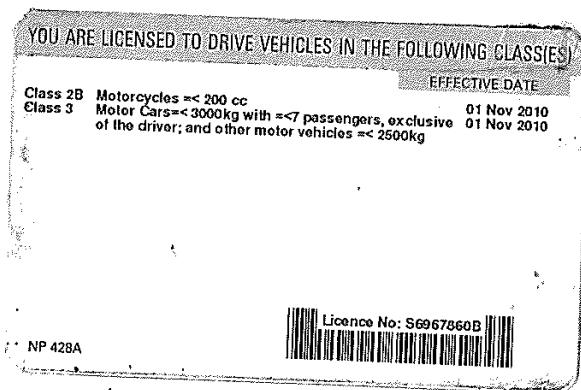 YOU ARE LICENSED TO DRIVE VEHICLES IN THE FOLLOWING CLASS(ES)
EFFECTIVE DATE
Class 2B Motorcycles =< 200 cc 01 Nov 2010
Class 3 Motor Cars=< 3000kg with =<7 passengers, exclusive 01 Nov 2010
of the driver; and other motor vehicles =< 2500kg
Licence No: S6967860B
NP 428A